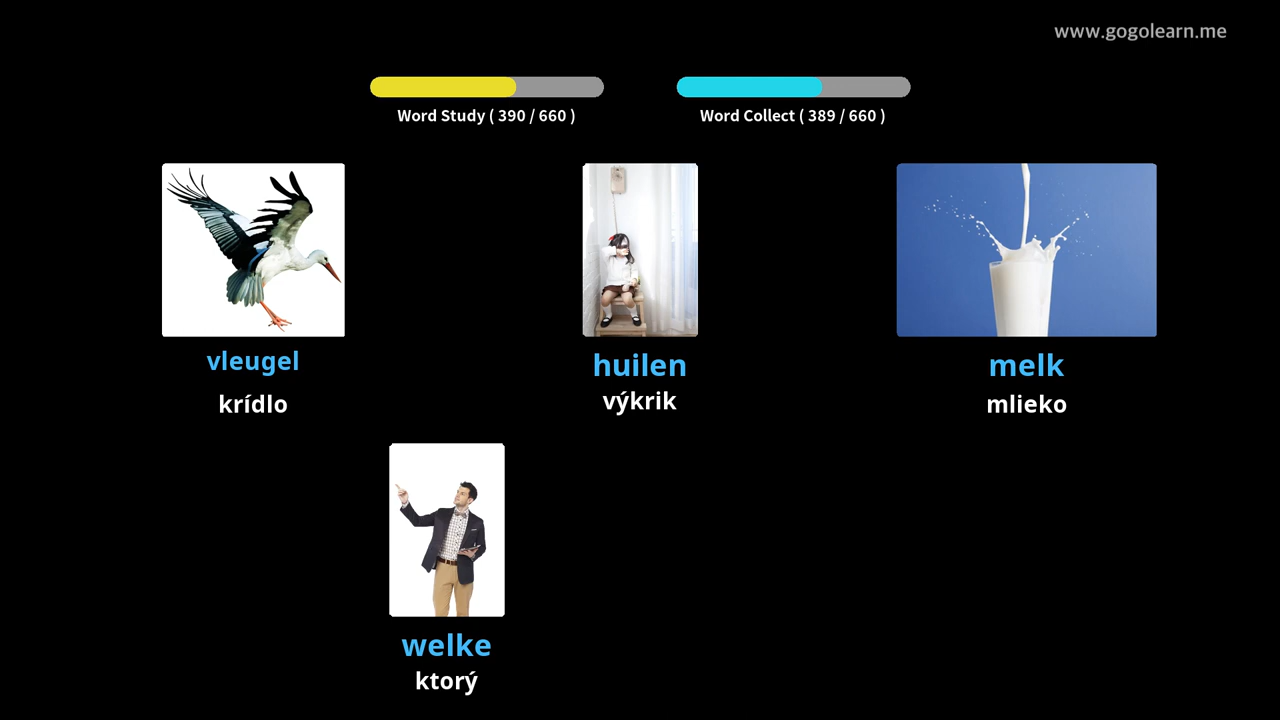 www.gogolearn.me
Word Study ( 390 / 660 )
Word Collect ( 389 / 660 )
vleugel
krídlo
huilen
výkrik
melk
mlieko
welke
ktorý